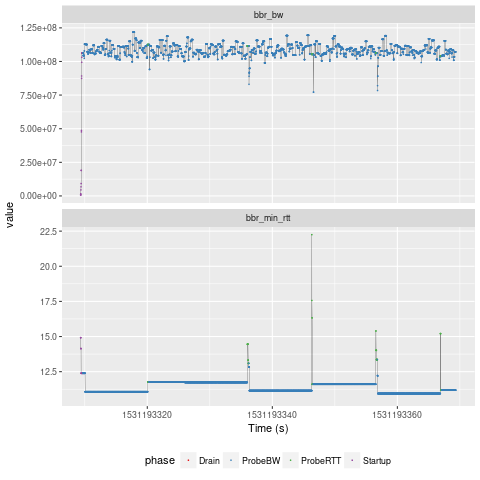 bbr_bw
1.25e+08
1.00e+08
7.50e+07
5.00e+07
2.50e+07
0.00e+00
value
bbr_min_rtt
22.5
20.0
17.5
15.0
12.5
1531193320 1531193340 1531193360
Time (s)
phase Drain ProbeBW ProbeRTT Startup